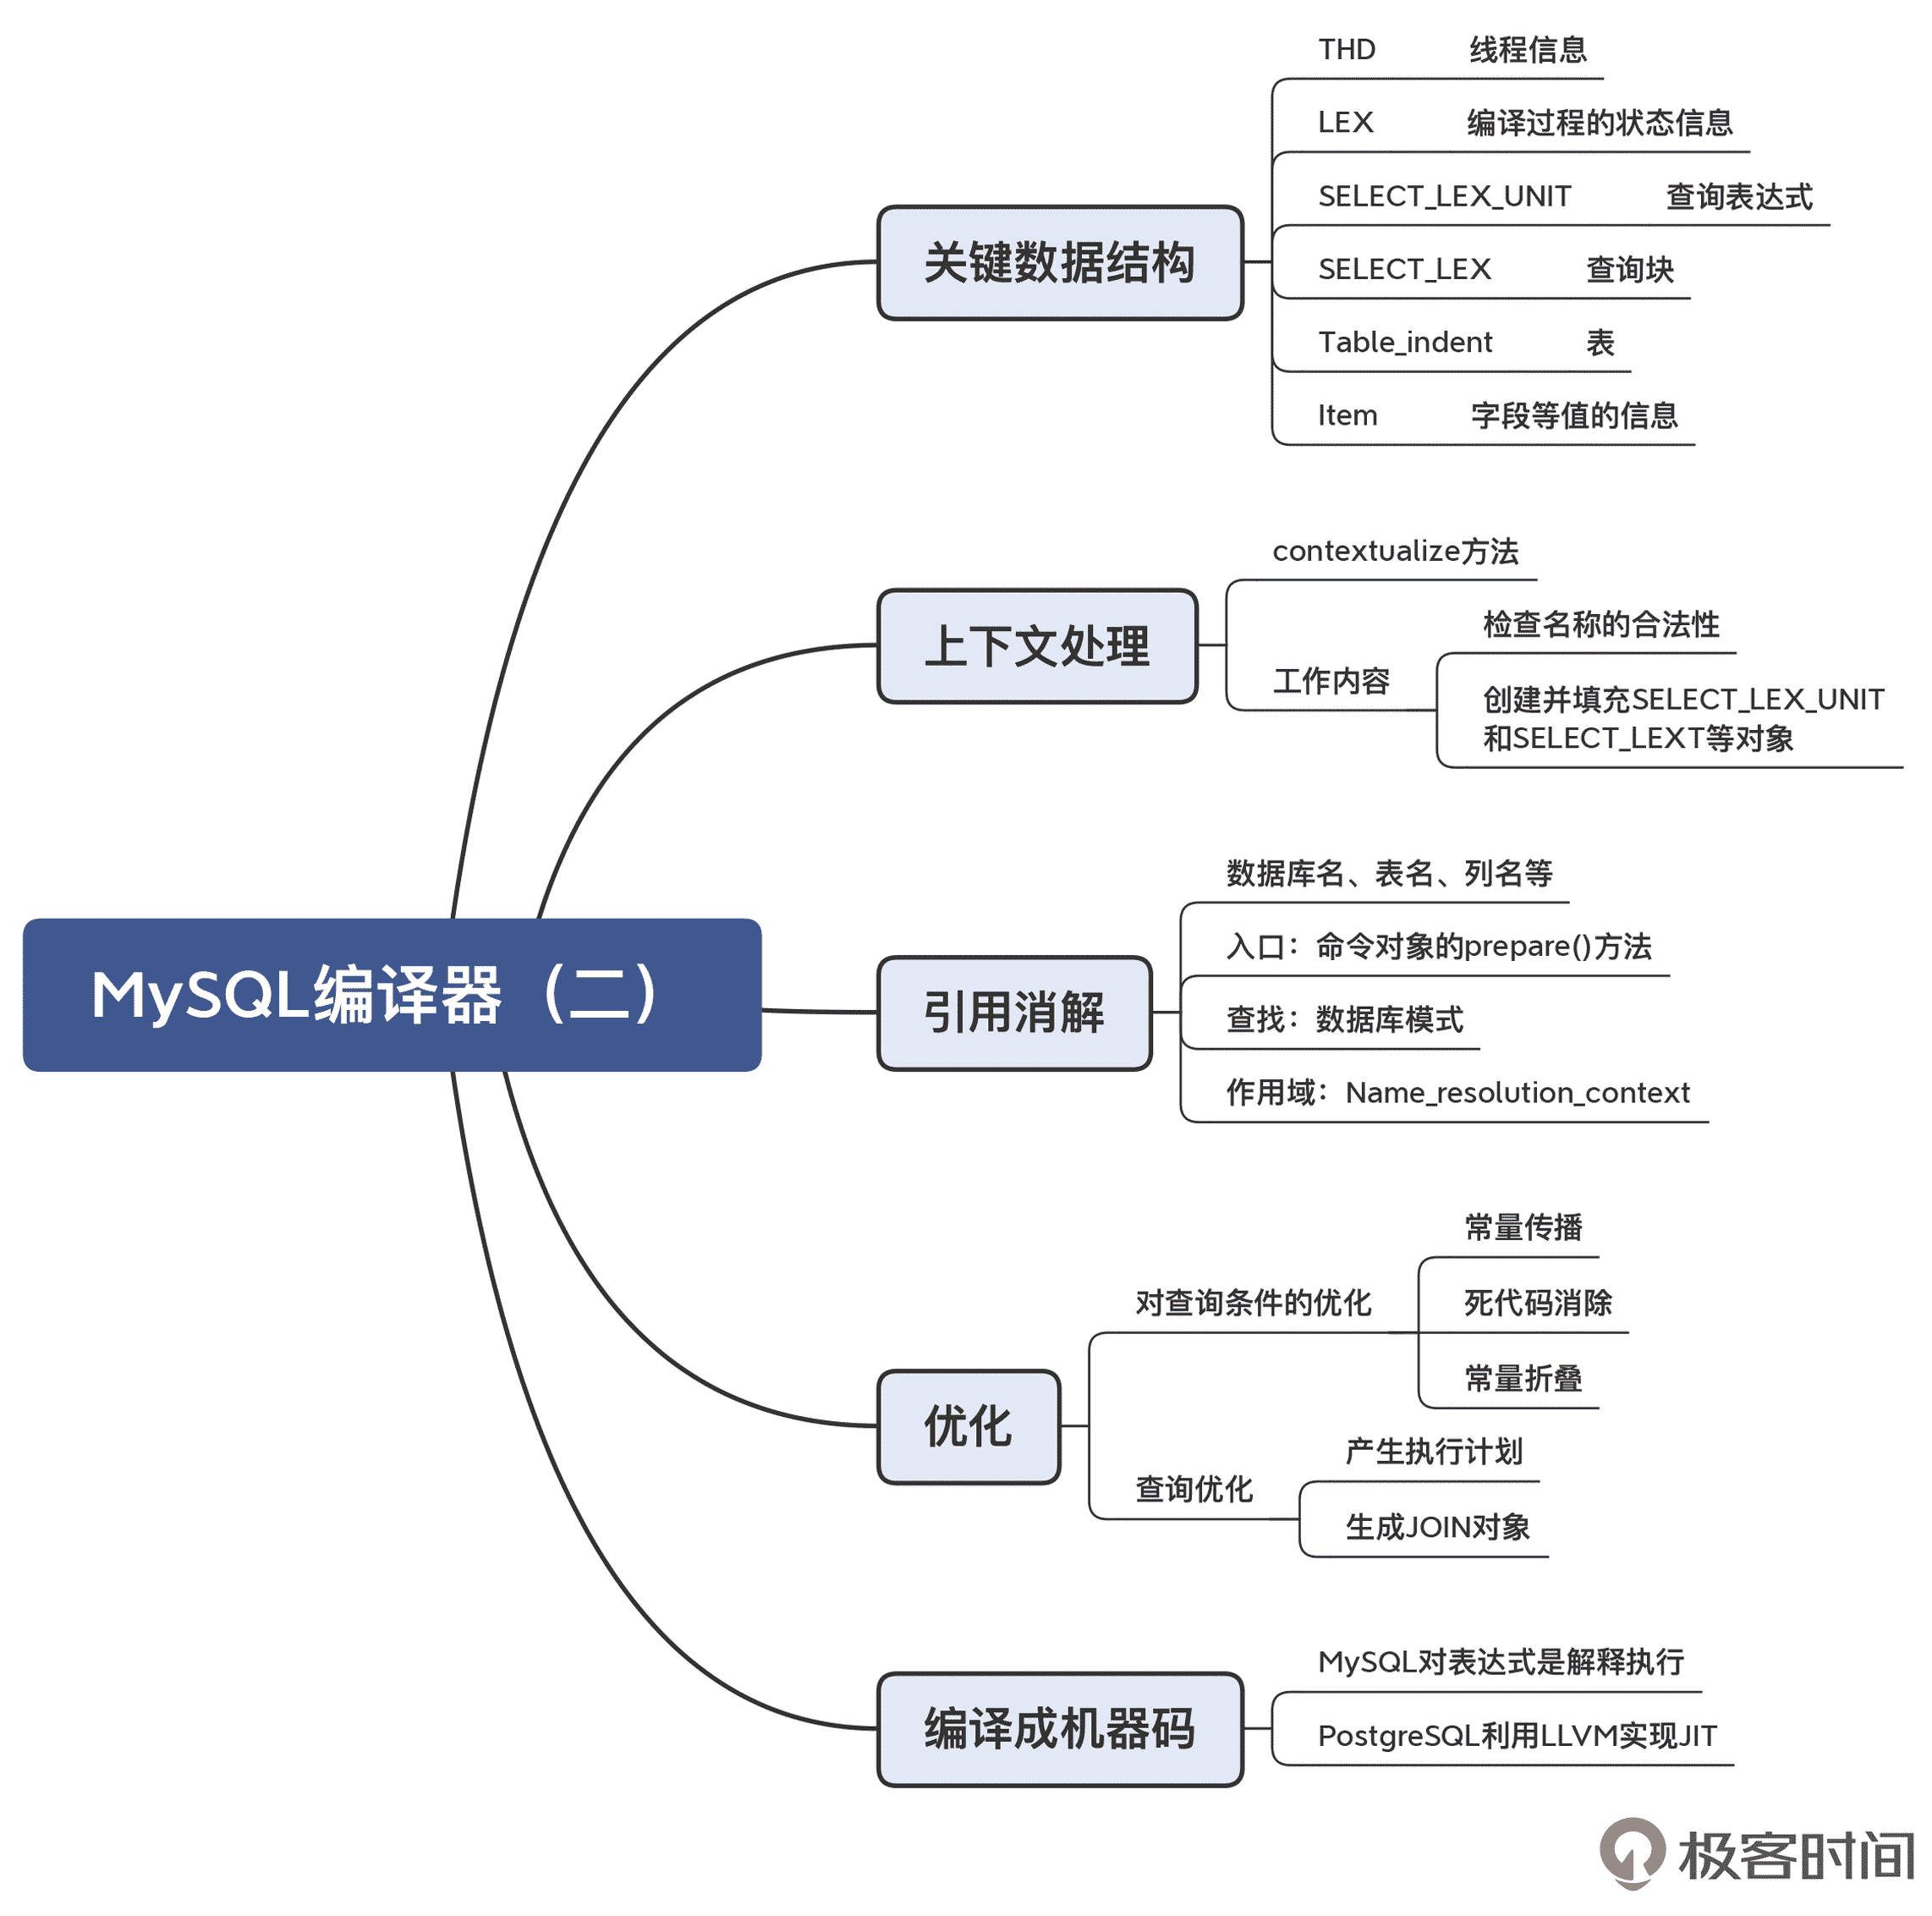 MySQL编译器（二）
关键数据结构
THD 线程信息
LEX 编译过程的状态信息
SELECT_LEX_UNIT 查询表达式
SELECT_LEX 查询块
Table_indent 表
Item 字段等值的信息
上下文处理
contextualize方法
工作内容
检查名称的合法性
创建并填充SELECT_LEX_UNIT
和SELECT_LEXT等对象
引用消解
数据库名、表名、列名等
入口：命令对象的prepare()方法
查找：数据库模式
作用域：Name_resolution_context
优化
对查询条件的优化
常量传播
死代码消除
常量折叠
查询优化
产生执行计划
生成JOIN对象
编译成机器码
MySQL对表达式是解释执行
PostgreSQL利用LLVM实现JIT
极客时间